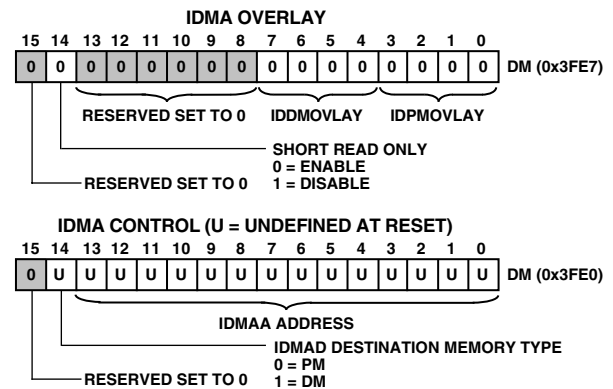 IDMA OVERLAY
15 14 13 12 11 10 9 8 7 6 5 4 3 2 1 0
0 0 0 0 0 0 0 0 0 0 0 0 0 0 0 0 DM (0x3FE7)
RESERVED SET TO 0 IDDMOVLAY IDPMOVLAY
SHORT READ ONLY
0 = ENABLE
RESERVED SET TO 0 1 = DISABLE
IDMA CONTROL (U = UNDEFINED AT RESET)
15 14 13 12 11 10 9 8 7 6 5 4 3 2 1 0
0 U U U U U U U U U U U U U U U DM (0x3FE0)
IDMAA ADDRESS
IDMAD DESTINATION MEMORY TYPE
0 = PM
RESERVED SET TO 0 1 = DM